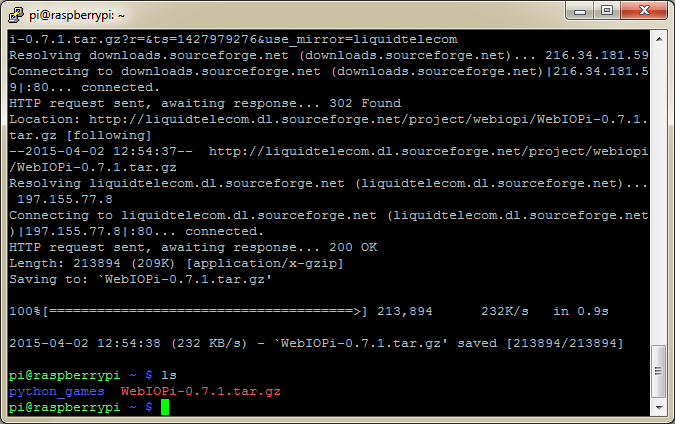 pi@raspberrypi: ~
i-0.7.1.tar.gz?r=&ts=1427979276&use_mirror=liquidtelecom
Resolving downloads.sourceforge.net (downloads.sourceforge.net)... 216.34.181.59
Connecting to downloads.sourceforge.net (downloads.sourceforge.net)|216.34.181.5
9|:80... connected.
HTTP request sent, awaiting response... 302 Found
Location: http://liquidtelecom.dl.sourceforge.net/project/webiopi/WebIOPi-0.7.1.
tar.gz [following]
--2015-04-02 12:54:37--  http://liquidtelecom.dl.sourceforge.net/project/webiopi
/WebIOPi-0.7.1.tar.gz
Resolving liquidtelecom.dl.sourceforge.net (liquidtelecom.dl.sourceforge.net)...
 197.155.77.8
Connecting to liquidtelecom.dl.sourceforge.net (liquidtelecom.dl.sourceforge.net
)|197.155.77.8|:80... connected.
HTTP request sent, awaiting response... 200 OK
Length: 213894 (209K) [application/x-gzip]
Saving to: `WebIOPi-0.7.1.tar.gz'
100%[======================================>] 213,894      232K/s   in 0.9s
2015-04-02 12:54:38 (232 KB/s) - `WebIOPi-0.7.1.tar.gz' saved [213894/213894]
pi@raspberrypi ~ $ ls
python_games  WebIOPi-0.7.1.tar.gz
pi@raspberrypi ~ $